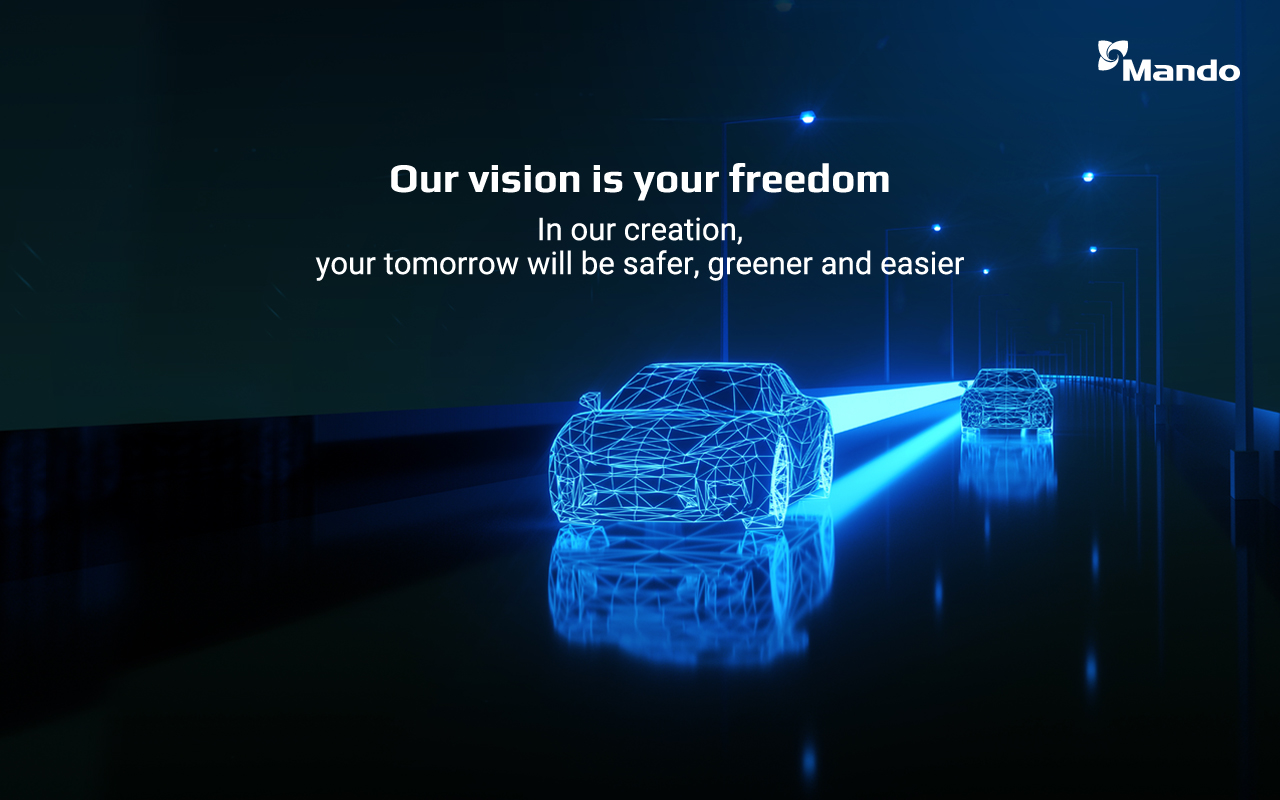 Mando
Our vision is your freedom
In our creation,
your tomorrow will be safer, greener and easier